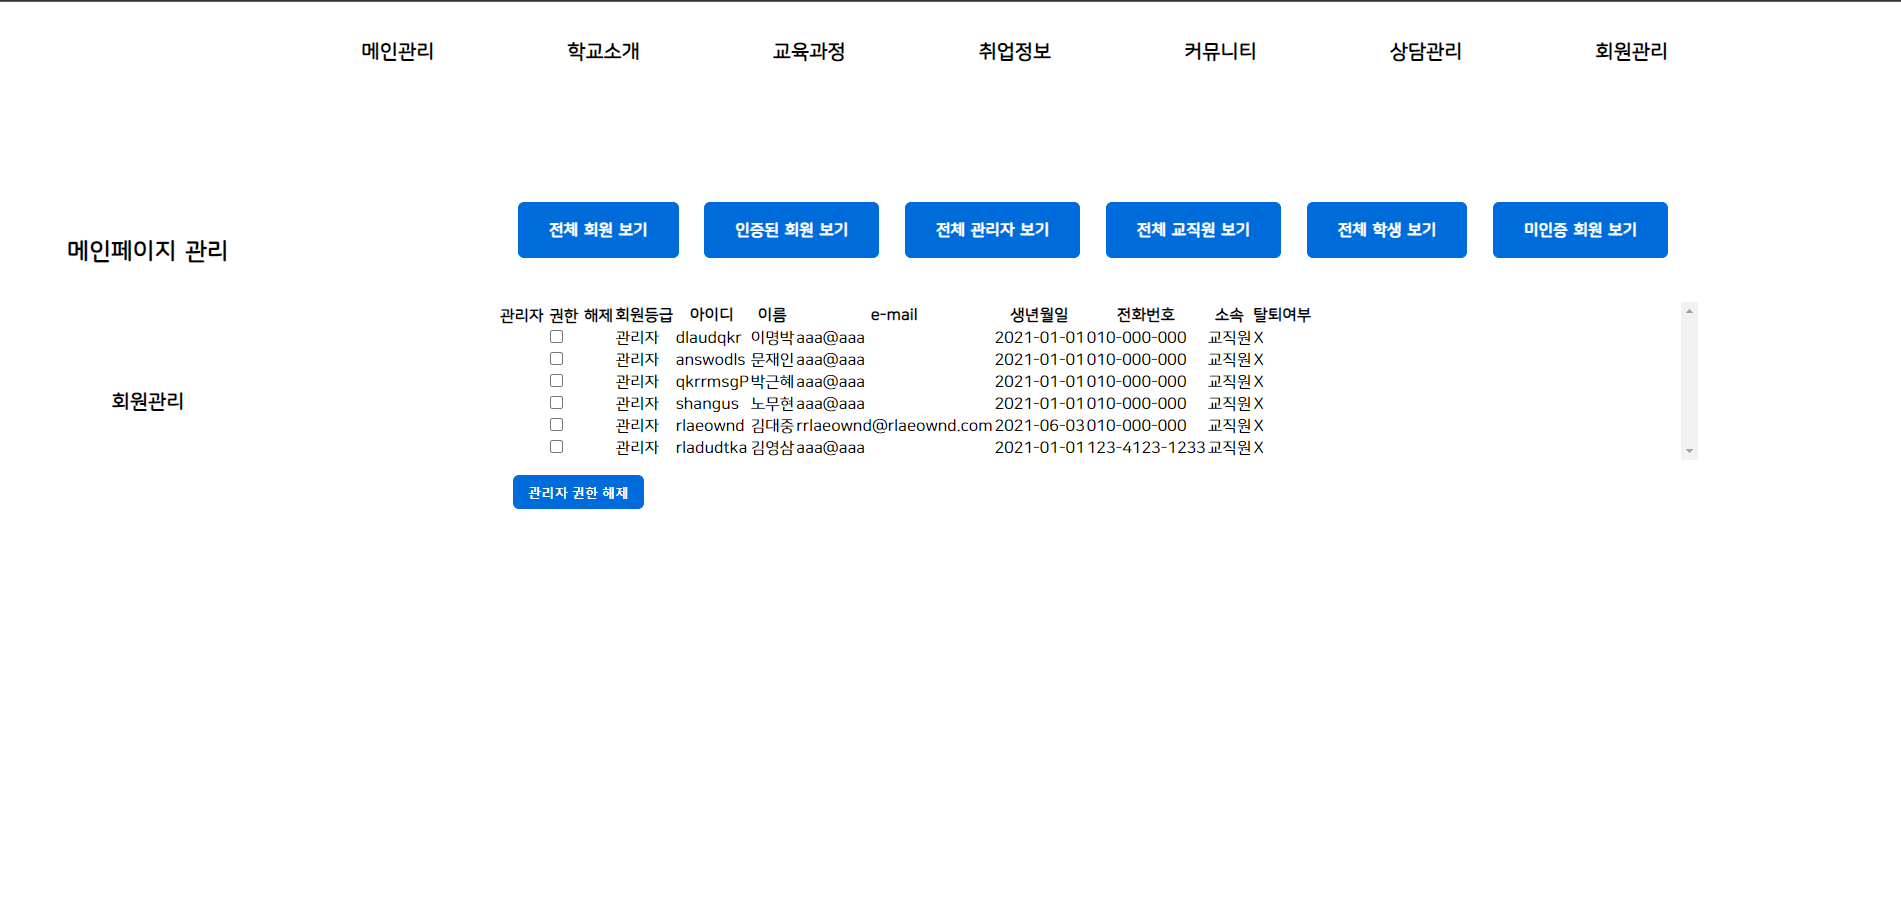 메인관리 학교소개 교육과정 취업정보 커뮤니티 상담관리 회원관리
메인페이지 관리
회원관리
전체 회원 보기 인증된 회원 보기 전체 관리자 보기 전체 교직원 보기 전체 학생 보기 미인증 회원 보기
관리자 권한 해제 회원등급 아이디 이름 e-mail 생년월일 전화번호 소속 탈퇴여부
관리자 dlaudqkr 이명박 aaa@aaa 2021-01-01 010-000-000 교직원 X
관리자 answodls 문재인 aaa@aaa 2021-01-01 010-000-000 교직원 X
관리자 qkrrmsgP 박근혜 aaa@aaa 2021-01-01 010-000-000 교직원 X
관리자 shangus 노무현 aaa@aaa 2021-01-01 010-000-000 교직원 X
관리자 rlaeownd 김대중 rrlaeownd@rlaeownd.com 2021-06-03 010-000-000 교직원 X
관리자 rladudtka 김영삼 aaa@aaa 2021-01-01 123-4123-1233 교직원 X
관리자 권한 해제